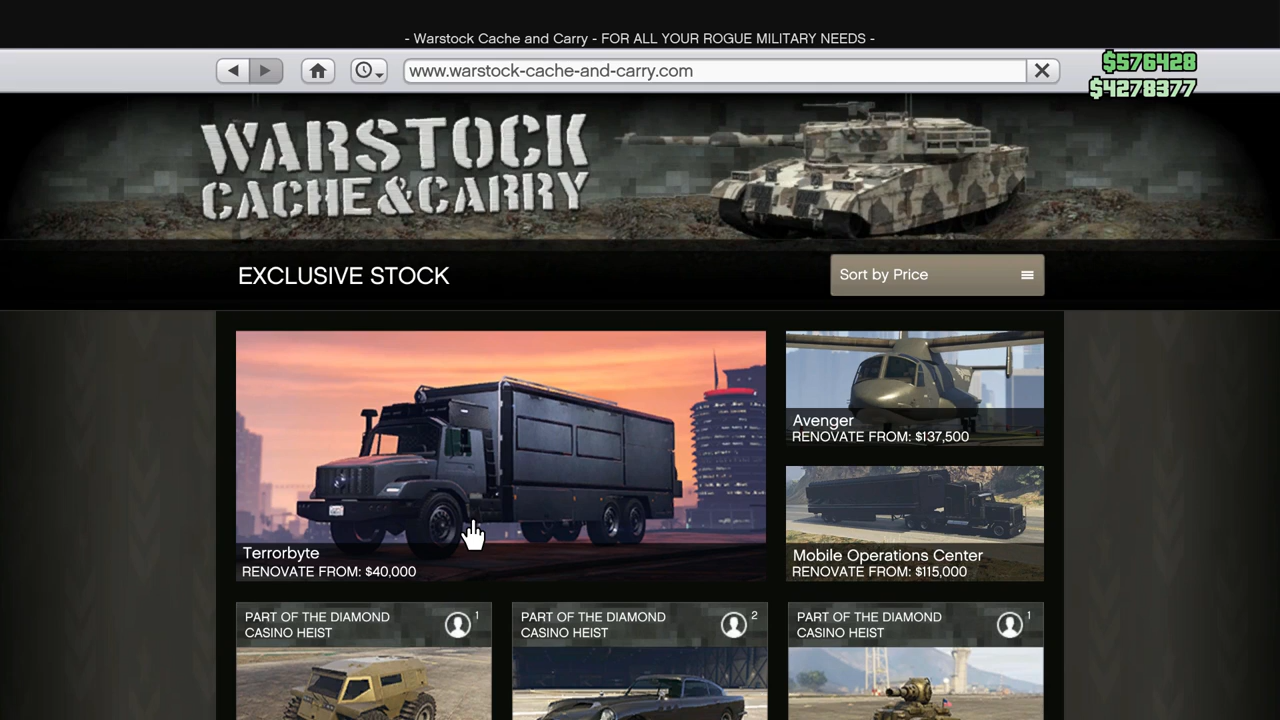 - Warstock Cache and Carry - FOR ALL YOUR ROGUE MILITARY NEEDS -
www.warstock-cache-and-carry.com
$576428
$4278377
WARSTOCK
CACHE & CARRY
EXCLUSIVE STOCK
Sort by Price
Terrorbyte
RENOVATE FROM: $40,000
Avenger
RENOVATE FROM: $137,500
Mobile Operations Center
RENOVATE FROM: $115,000
PART OF THE DIAMOND
CASINO HEIST
1
PART OF THE DIAMOND
CASINO HEIST
2
PART OF THE DIAMOND
CASINO HEIST
1